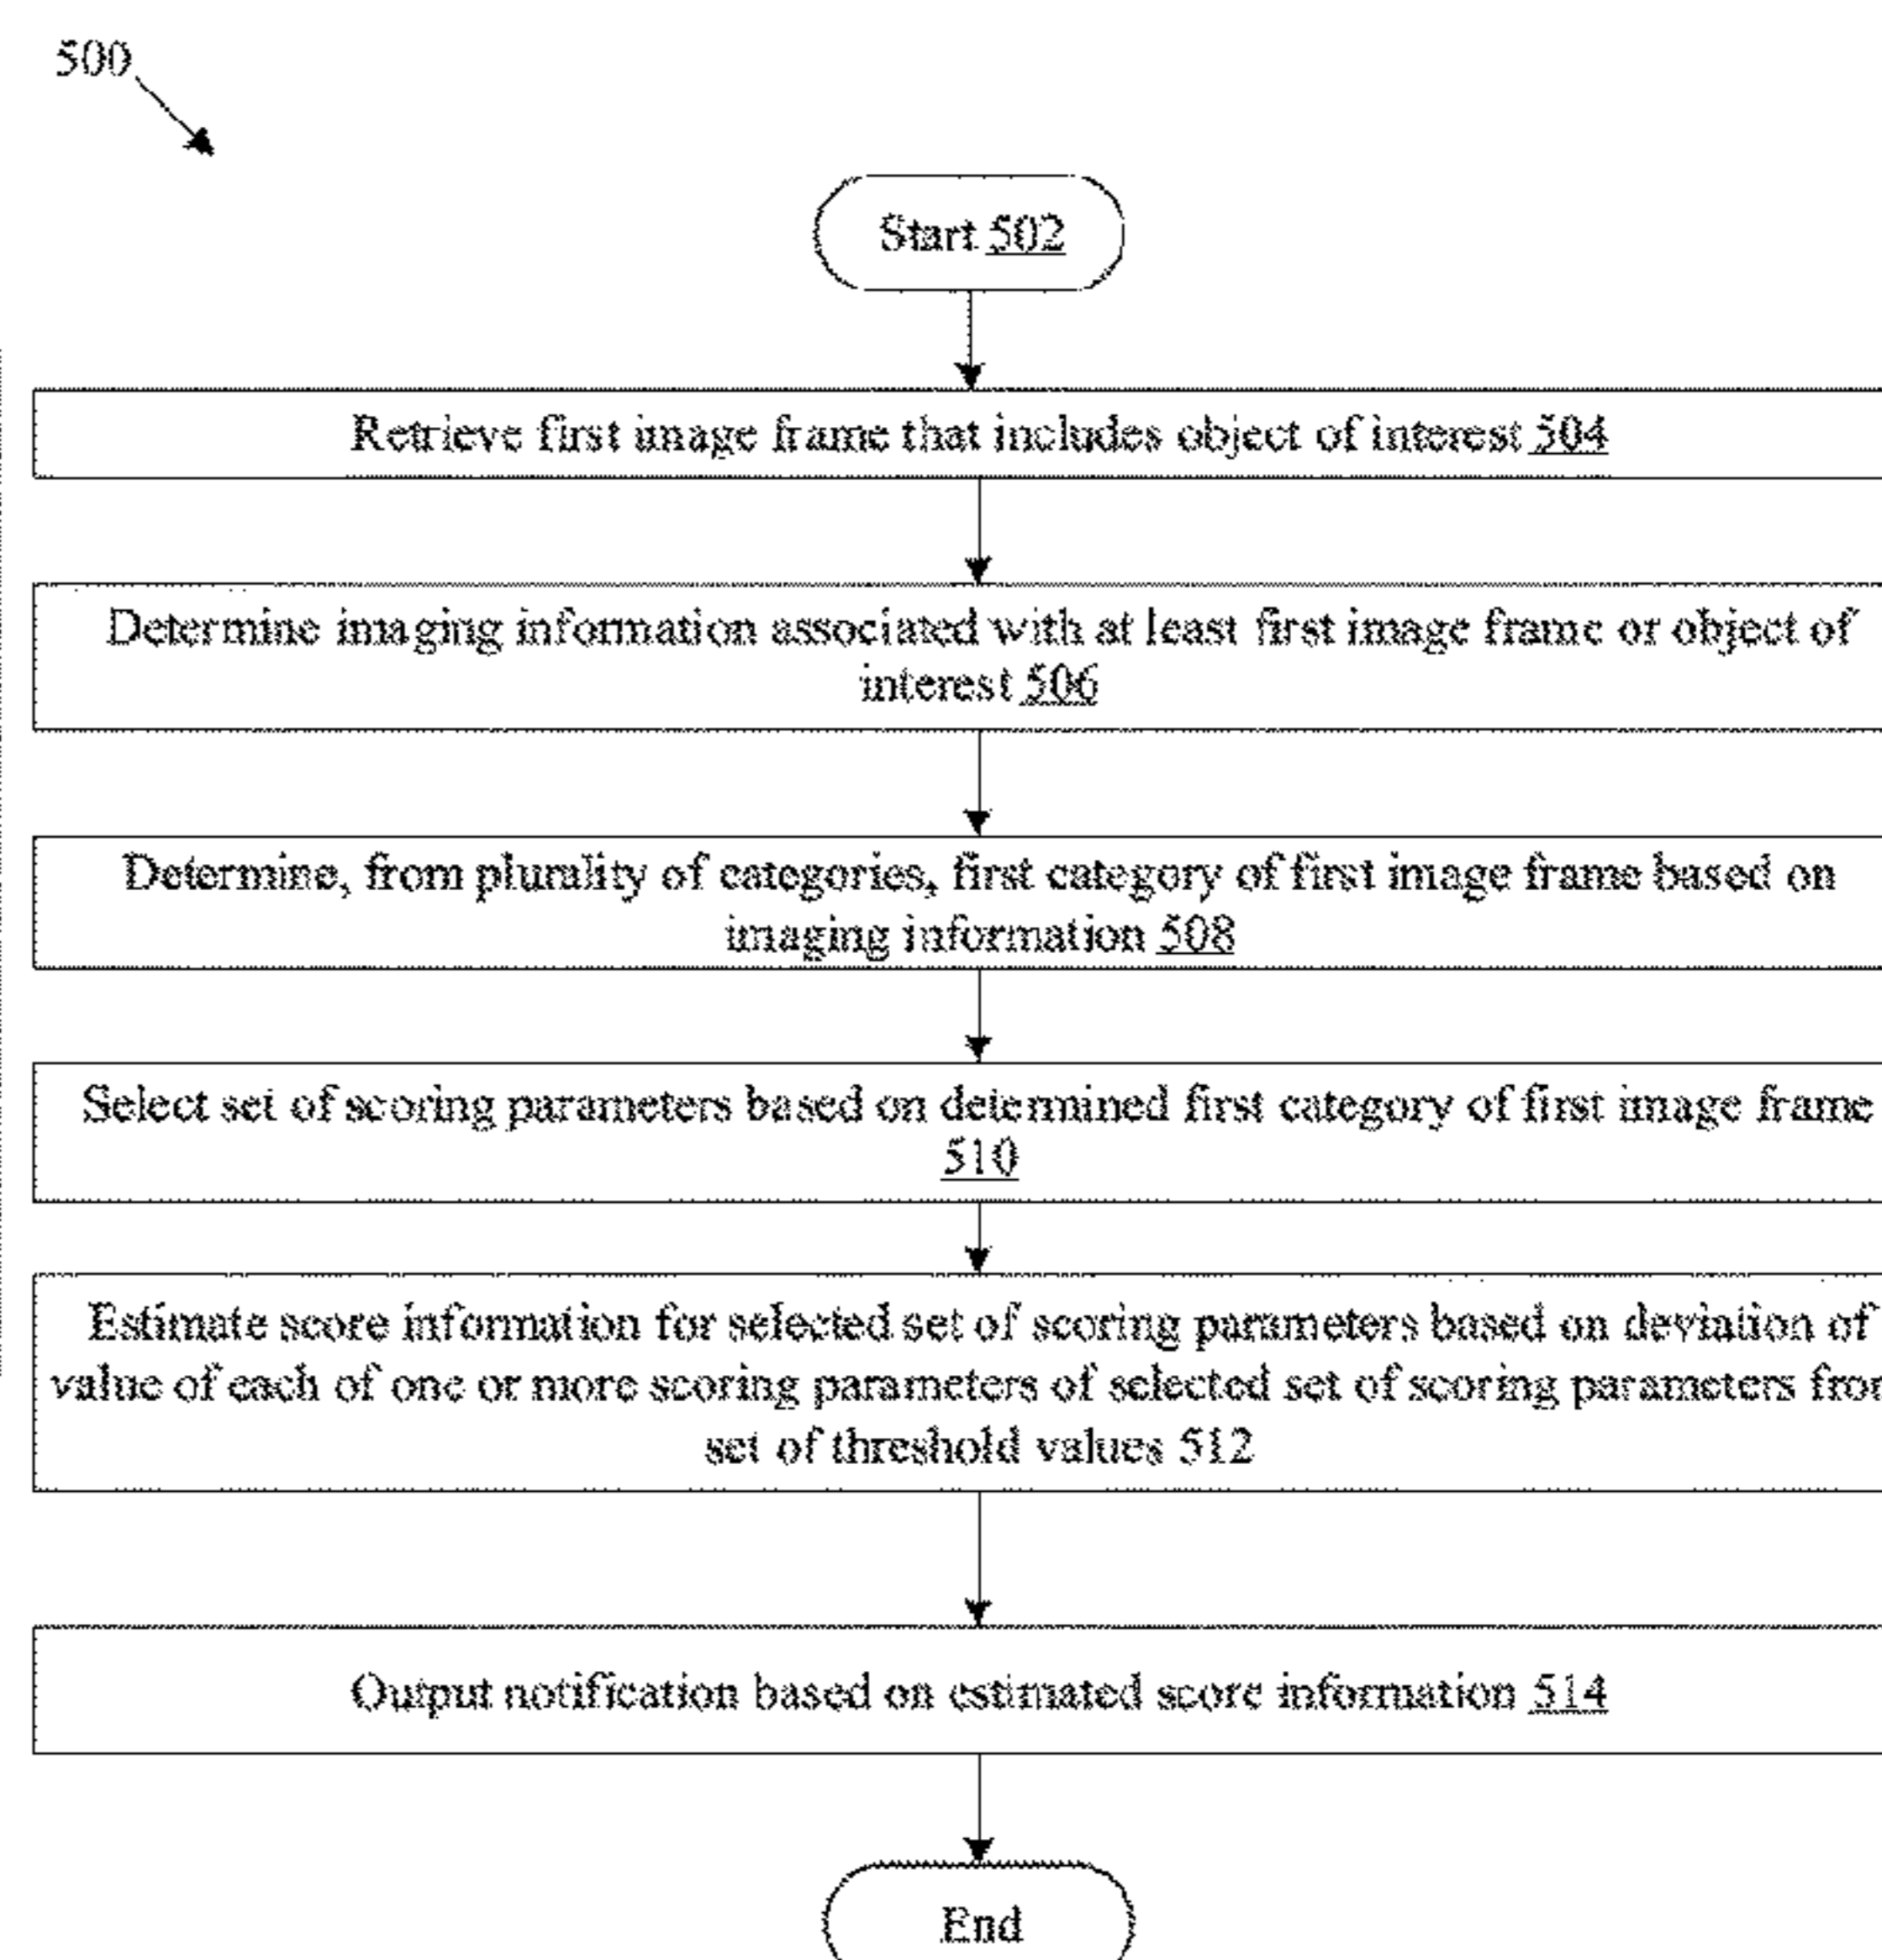 500
Start 502
Retrieve first image frame that includes object of interest 504
Determine imaging information associated with at least first image frame or object of
interest 506
Determine, from plurality of categories, first category of first image frame based on
imaging information 508
Select set of scoring parameters based on determined first category of first image frame
510
Estimate score information for selected set of scoring parameters based on deviation of
value of each of one or more scoring parameters of selected set of scoring parameters
set of threshold values 512
Output notification based on estimated score information 514
End